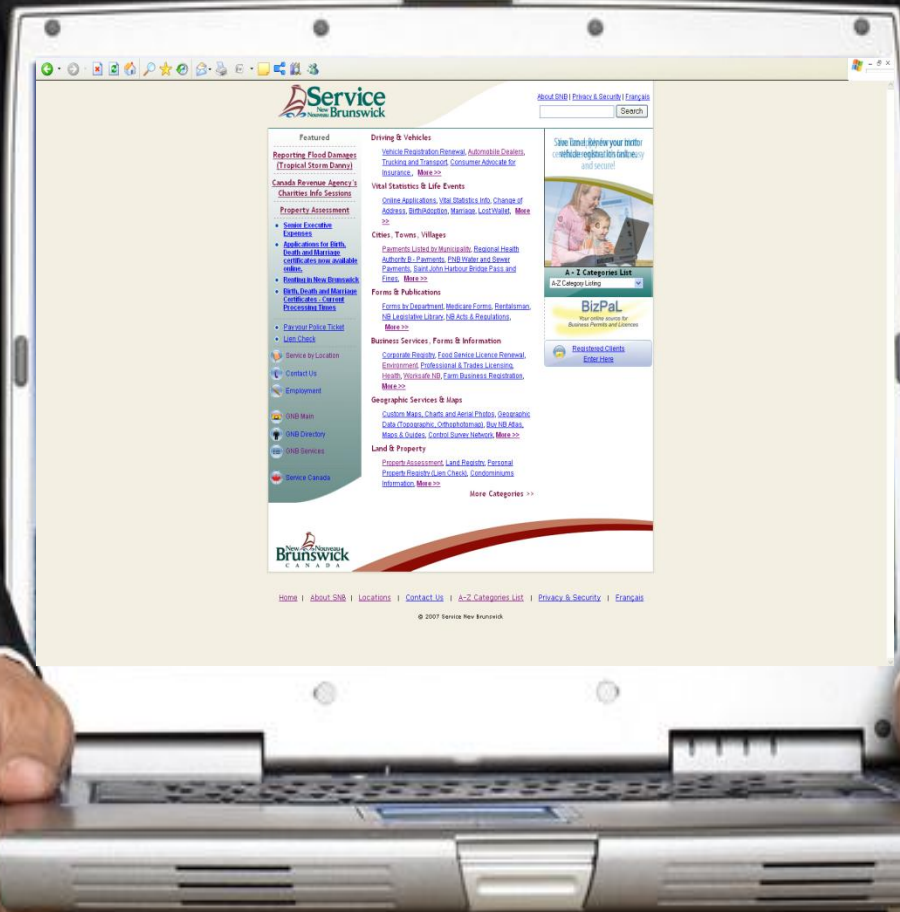 Service
New Nouveau Brunswick
About SNB | Privacy & Security | Français
Search
Featured
Reporting Flood Damages
(Tropical Storm Danny)
Canada Revenue Agency's
Charities Info Sessions
Property Assessment
Senior Executive
Expenses
Applications for Birth,
Death and Marriage
certificates now available
online.
Renting in New Brunswick
Birth, Death and Marriage
Certificates - Current
Processing Times
Pay your Police Ticket
Lien Check
Service by Location
Contact Us
Employment
GNB Main
GNB Directory
GNB Services
Service Canada
Driving & Vehicles
Vehicle Registration Renewal, Automobile Dealers,
Trucking and Transport, Consumer Advocate for
Insurance, More >>
Vital Statistics & Life Events
Online Applications, Vital Statistics Info, Change of
Address, Birth/Adoption, Marriage, Lost Wallet, More
>>
Cities, Towns, Villages
Payments Listed by Municipality, Regional Health
Authority B - Payments, PNB Water and Sewer
Payments, Saint John Harbour Bridge Pass and
Fines, More >>
Forms & Publications
Forms by Department, Medicare Forms, Rentalsman,
NB Legislative Library, NB Acts & Regulations,
More >>
Business Services, Forms & Information
Corporate Registry, Food Service Licence Renewal,
Environment, Professional & Trades Licensing,
Health, Worksafe NB, Farm Business Registration,
More >>
Geographic Services & Maps
Custom Maps, Charts and Aerial Photos, Geographic
Data (Topographic, Orthophotomap), Buy NB Atlas,
Maps & Guides, Control Survey Network, More >>
Land & Property
Property Assessment, Land Registry, Personal
Property Registry (Lien Check), Condominiums
Information, More >>
More Categories >>
and secure!
A - Z Categories List
A-Z Category Listing
BizPaL
Your online source for
Business Permits and Licences
Registered Clients
Enter Here
New Nouveau
Brunswick
CANADA
Home | About SNB | Locations | Contact Us | A-Z Categories List | Privacy & Security | Français
© 2007 Service New Brunswick